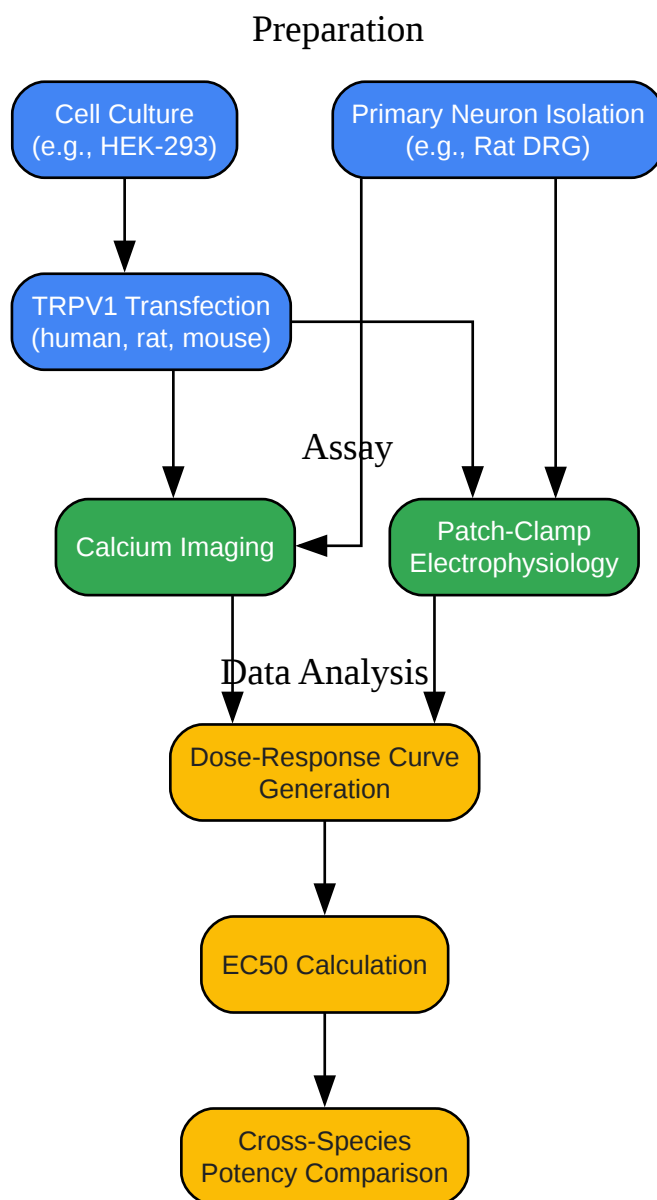 Preparation
Cell Culture
(e.g., HEK-293)
Primary Neuron Isolation
(e.g., Rat DRG)
TRPV1 Transfection
(human, rat, mouse)
Assay
Calcium Imaging
Patch-Clamp
Electrophysiology
Data Analysis
Dose-Response Curve
Generation
EC50 Calculation
Cross-Species
Potency Comparison